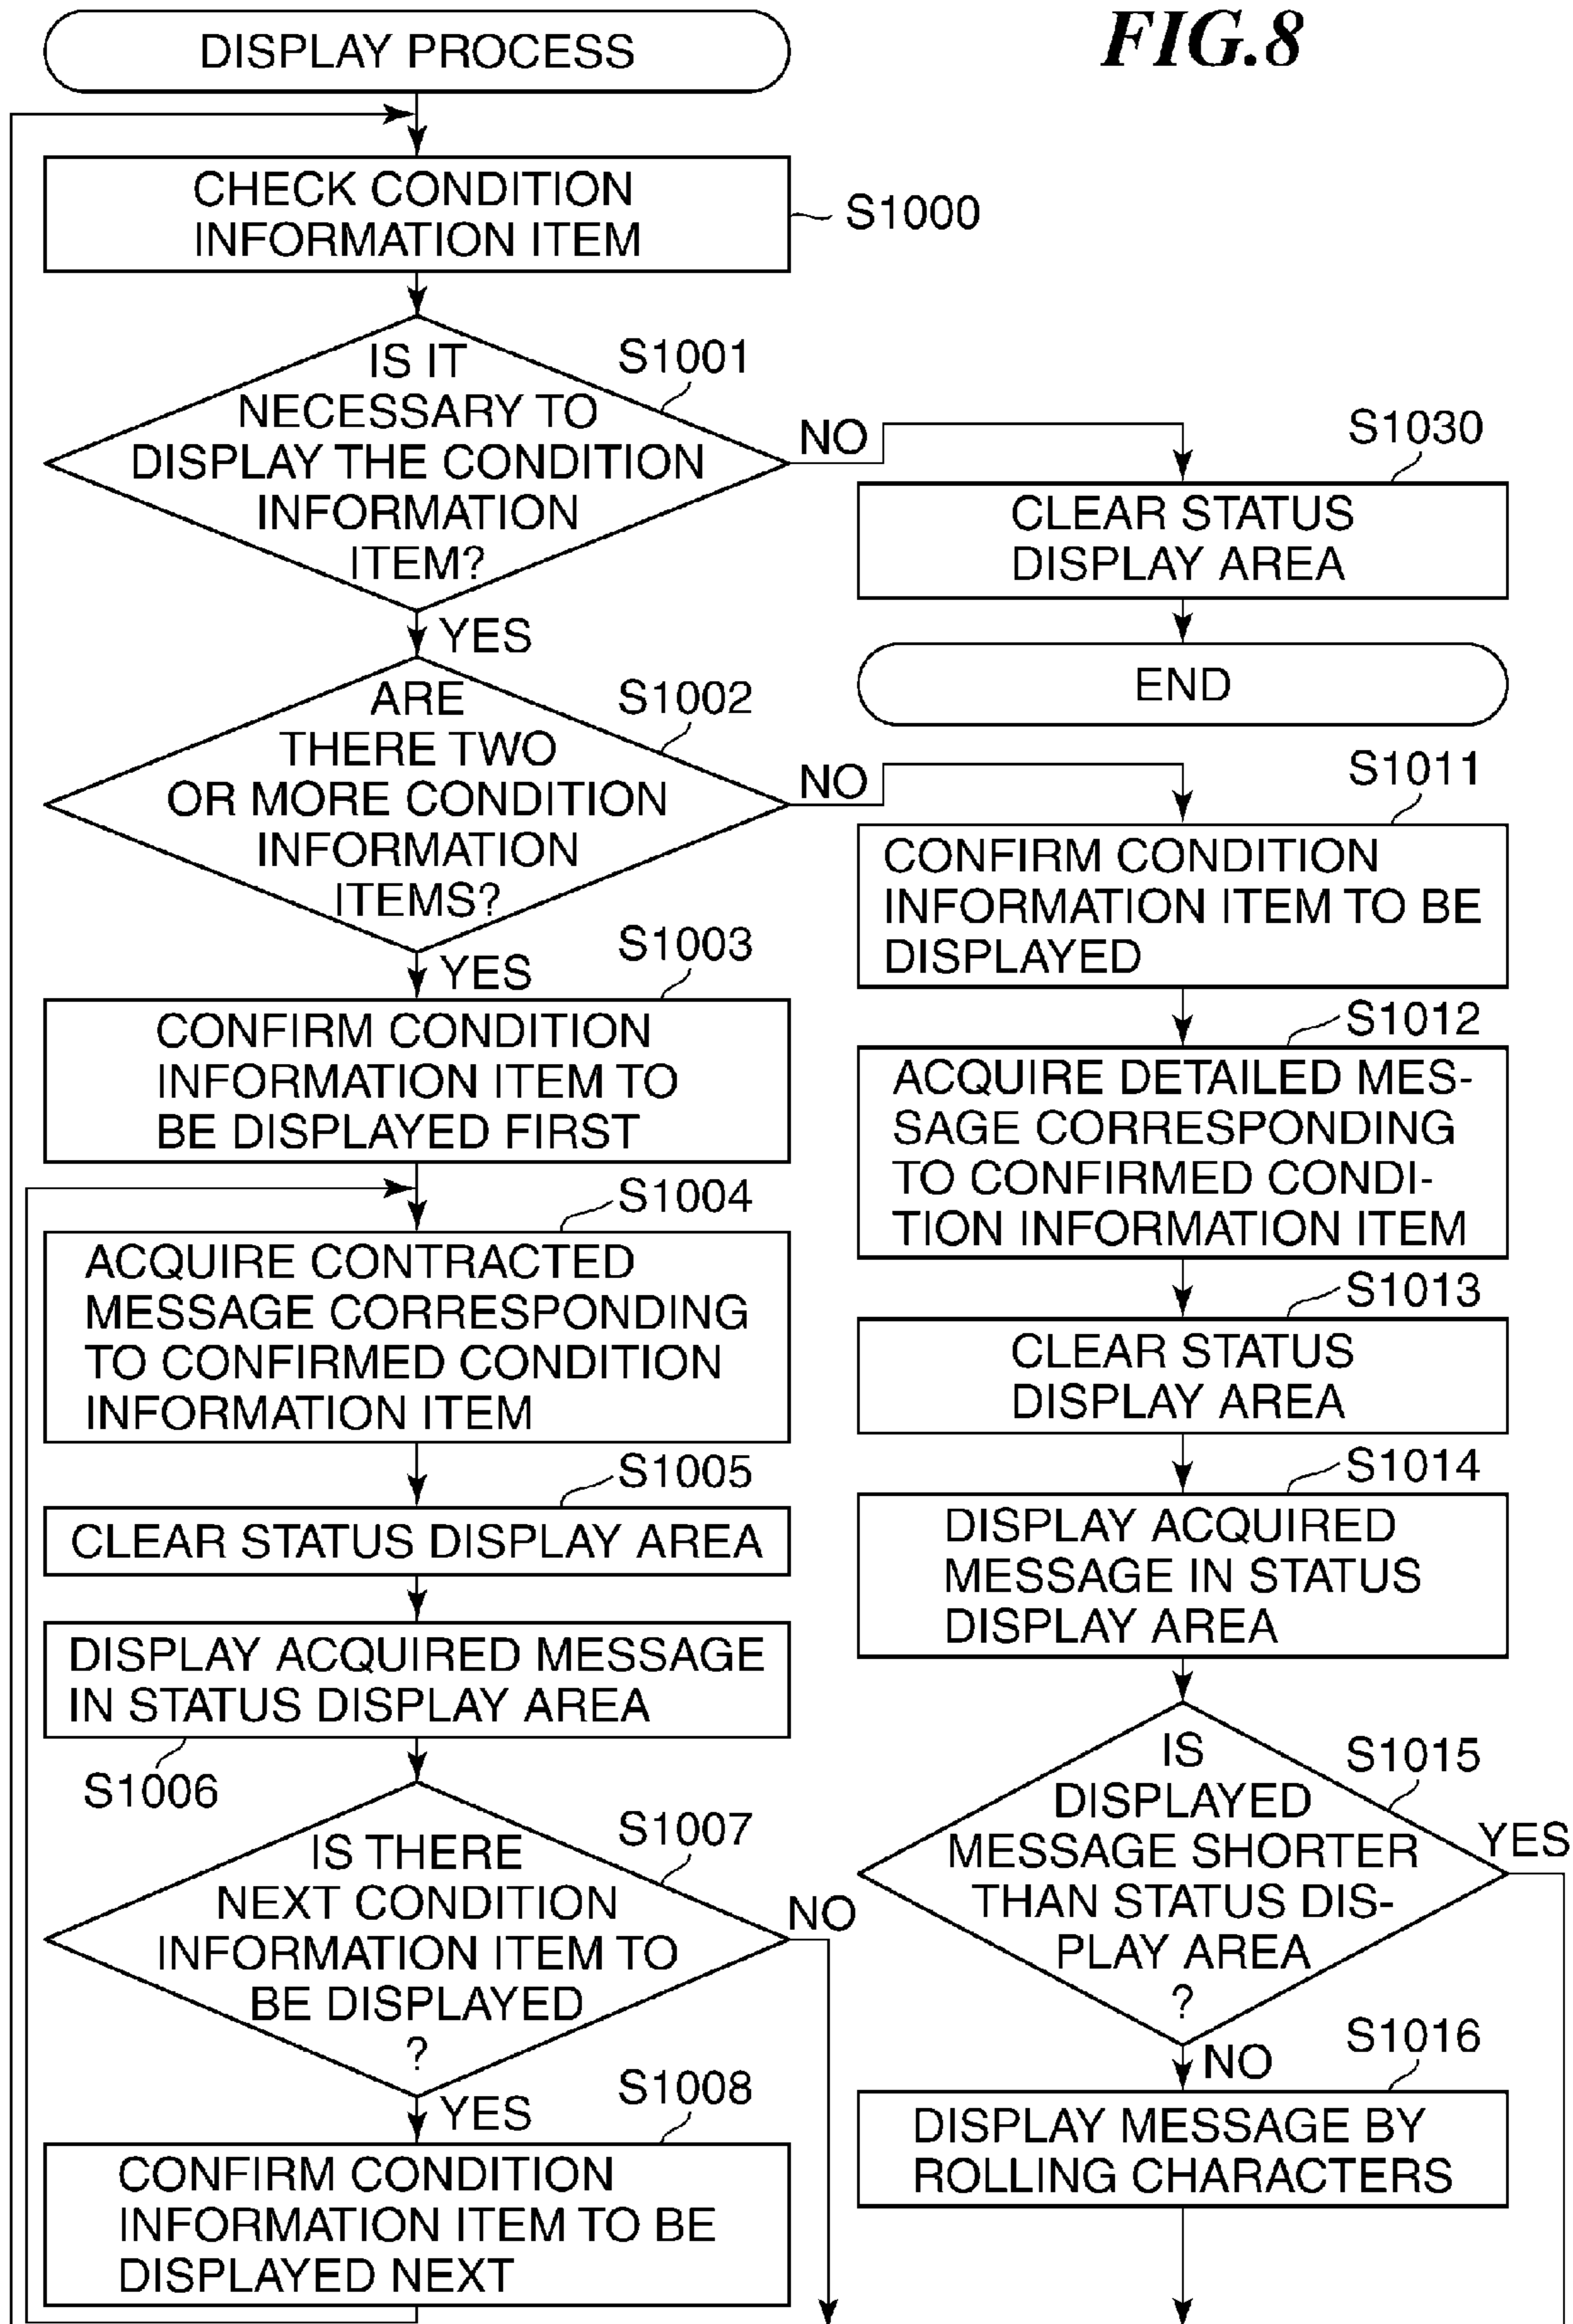 FIG.8
DISPLAY PROCESS
CHECK CONDITION
INFORMATION ITEM
S1000
IS IT
NECESSARY TO
DISPLAY THE CONDITION
INFORMATION
ITEM?
S1001
NO
YES
S1030
CLEAR STATUS
DISPLAY AREA
END
ARE
THERE TWO
OR MORE CONDITION
INFORMATION
ITEMS?
S1002
NO
YES
S1003
CONFIRM CONDITION
INFORMATION ITEM TO
BE DISPLAYED FIRST
S1004
ACQUIRE CONTRACTED
MESSAGE CORRESPONDING
TO CONFIRMED CONDITION
INFORMATION ITEM
S1005
CLEAR STATUS DISPLAY AREA
DISPLAY ACQUIRED MESSAGE
IN STATUS DISPLAY AREA
S1006
IS THERE
NEXT CONDITION
INFORMATION ITEM TO
BE DISPLAYED
?
S1007
NO
YES
S1008
CONFIRM CONDITION
INFORMATION ITEM TO BE
DISPLAYED NEXT
S1011
CONFIRM CONDITION
INFORMATION ITEM TO BE
DISPLAYED
S1012
ACQUIRE DETAILED MES-
SAGE CORRESPONDING
TO CONFIRMED CONDI-
TION INFORMATION ITEM
S1013
CLEAR STATUS
DISPLAY AREA
S1014
DISPLAY ACQUIRED
MESSAGE IN STATUS
DISPLAY AREA
IS
DISPLAYED
MESSAGE SHORTER
THAN STATUS DIS-
PLAY AREA
?
S1015
YES
NO
S1016
DISPLAY MESSAGE BY
ROLLING CHARACTERS